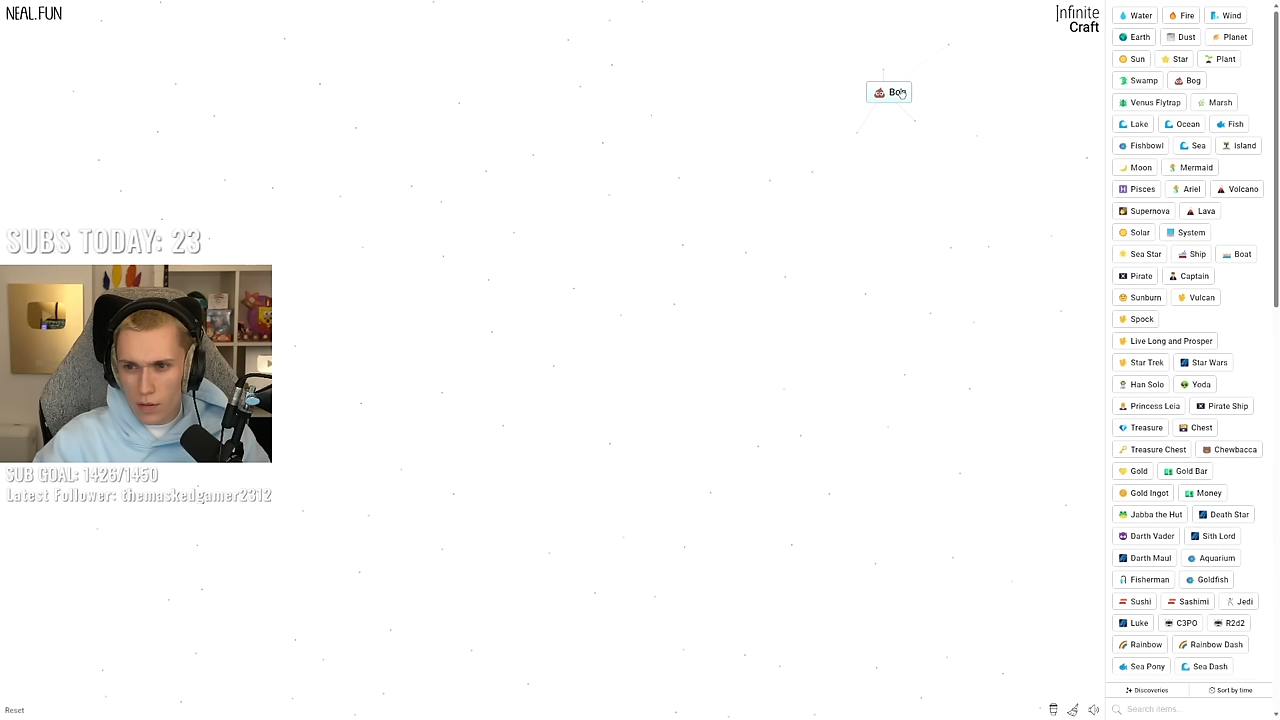 NEAL.FUN
Infinite
Craft
Bog
SUBS TODAY: 23
SUB GOAL: 1426/1450
Latest Follower: themaskedgamer2312
Reset
Water Fire Wind
Earth Dust Planet
Sun Star Plant
Swamp Bog
Venus Flytrap Marsh
Lake Ocean Fish
Fishbowl Sea Island
Moon Mermaid
Pisces Ariel Volcano
Supernova Lava
Solar System
Sea Star Ship Boat
Pirate Captain
Sunburn Vulcan
Spock
Live Long and Prosper
Star Trek Star Wars
Han Solo Yoda
Princess Leia Pirate Ship
Treasure Chest
Treasure Chest Chewbacca
Gold Gold Bar
Gold Ingot Money
Jabba the Hut Death Star
Darth Vader Sith Lord
Darth Maul Aquarium
Fisherman Goldfish
Sushi Sashimi Jedi
Luke C3PO R2d2
Rainbow Rainbow Dash
Sea Pony Sea Dash
Discoveries Sort by time
Search items...